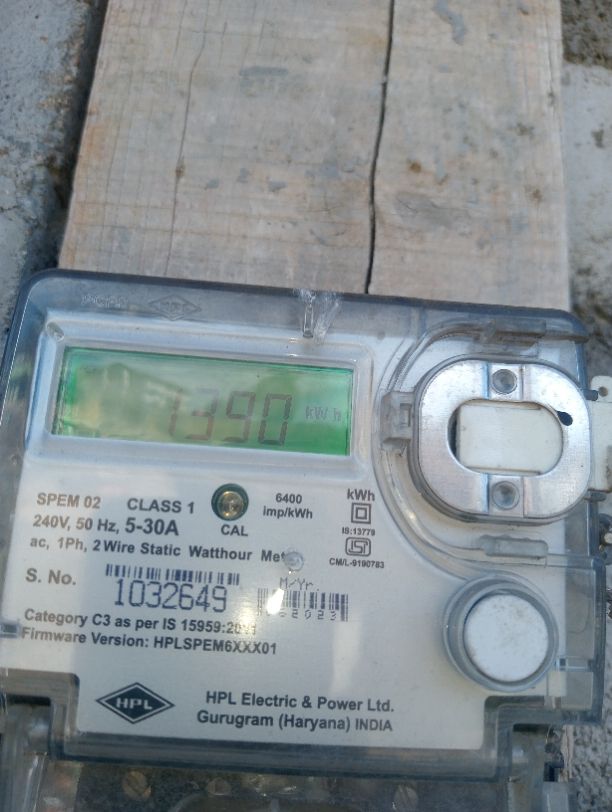 1390 kWh
SPEM 02 CLASS 1 6400 imp/kWh kWh
240V, 50 Hz, 5-30A CAL IS:13779
ac, 1Ph, 2 Wire Static Watthour CM/L-9190783
S. No. 1032649 M/Yr.
Category C3 as per IS 15959:
Firmware Version: HPLSPEM6XXX01
HPL HPL Electric & Power Ltd.
Gurugram (Haryana) INDIA